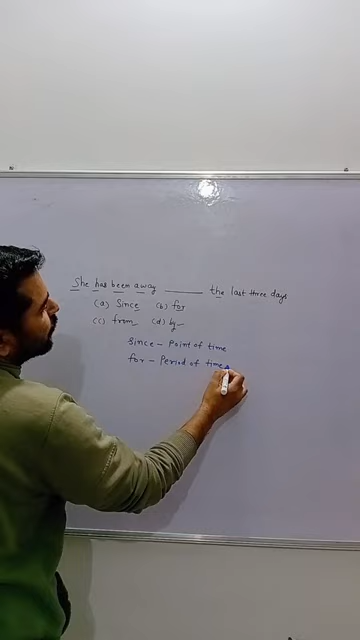 She has been away ______ the last three days
(a) Since (b) for
(c) from (d) by
Since - Point of time
for - Period of time